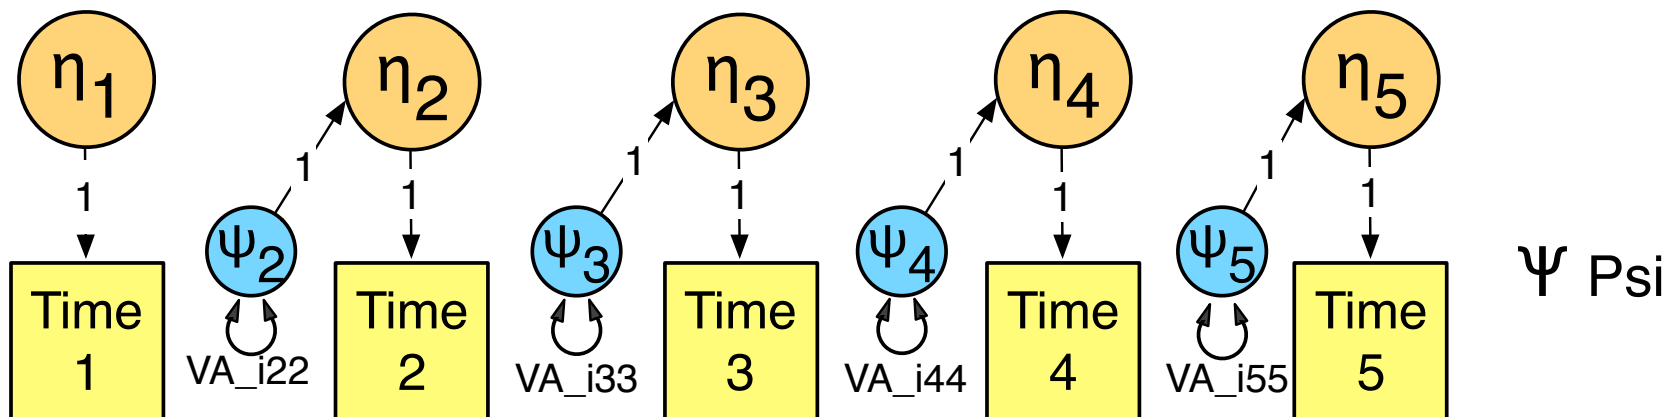 η1 η2 η3 η4 η5
1 1 1 1 1 1 1 1 1
ψ2 ψ3 ψ4 ψ5
Ψ Psi
Time 1
VA_i22
Time 2
VA_i33
Time 3
VA_i44
Time 4
VA_i55
Time 5